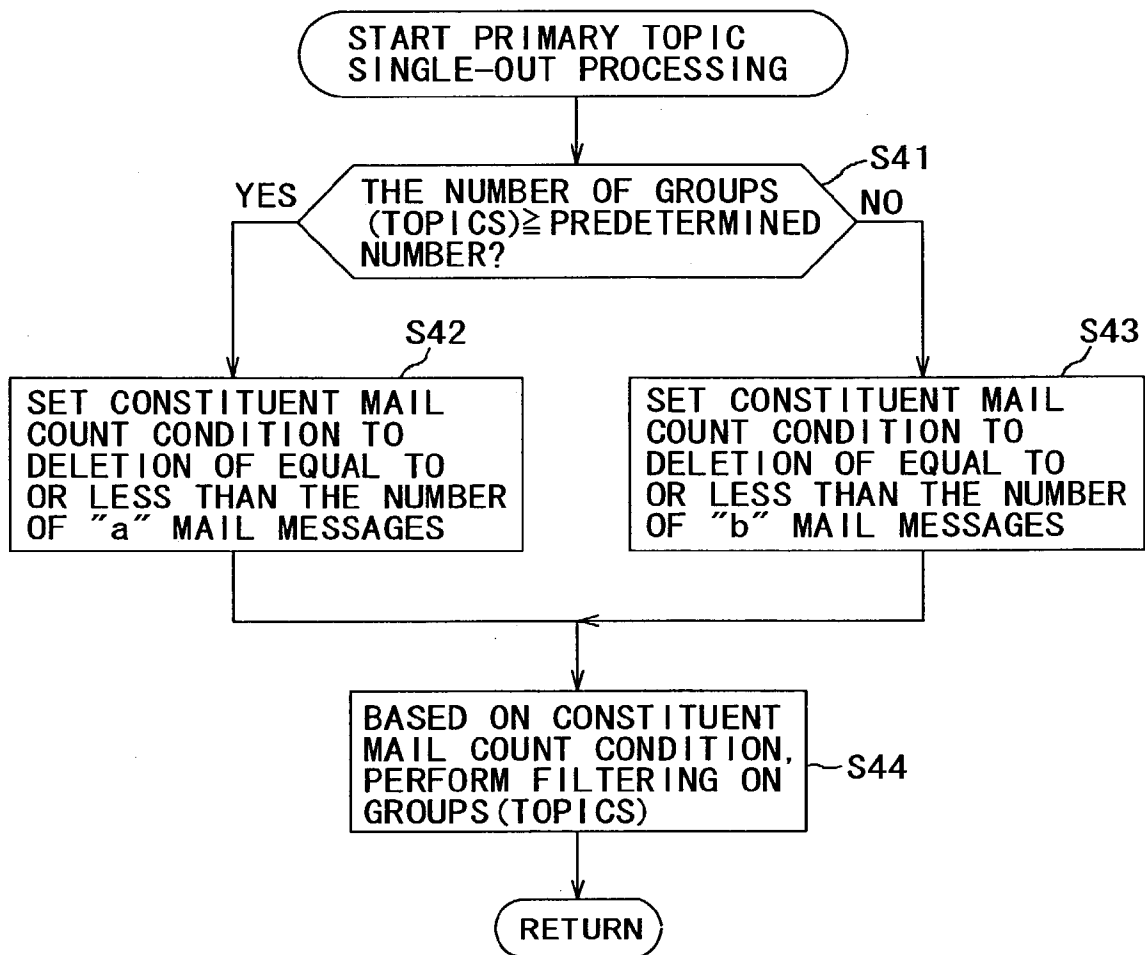 START PRIMARY TOPIC
SINGLE-OUT PROCESSING
S41
YES
THE NUMBER OF GROUPS
(TOPICS)≧PREDETERMINED
NUMBER?
NO
S42
SET CONSTITUENT MAIL
COUNT CONDITION TO
DELETION OF EQUAL TO
OR LESS THAN THE NUMBER
OF "a" MAIL MESSAGES
S43
SET CONSTITUENT MAIL
COUNT CONDITION TO
DELETION OF EQUAL TO
OR LESS THAN THE NUMBER
OF "b" MAIL MESSAGES
BASED ON CONSTITUENT
MAIL COUNT CONDITION,
PERFORM FILTERING ON
GROUPS(TOPICS)
S44
RETURN